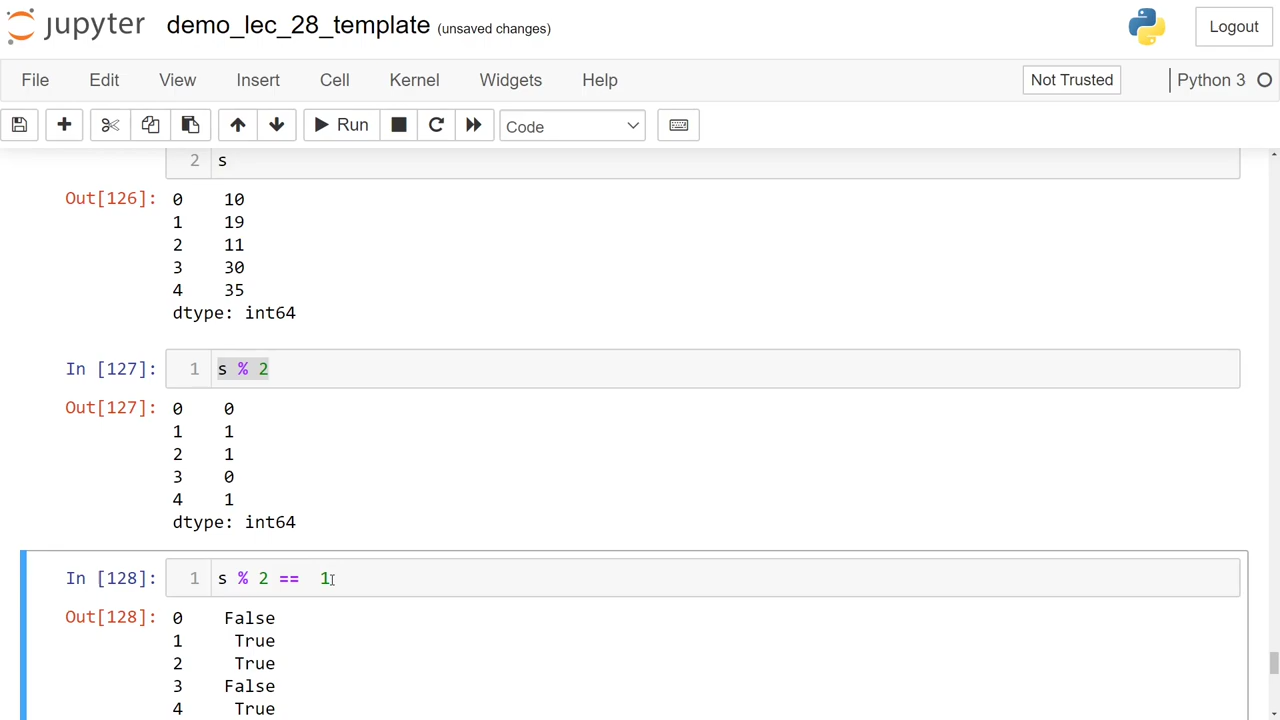 jupyter demo_lec_28_template (unsaved changes) Logout
File Edit View Insert Cell Kernel Widgets Help Not Trusted Python 3
Run Code
2 s
Out[126]: 0 10
1 19
2 11
3 30
4 35
dtype: int64
In [127]: 1 s % 2
Out[127]: 0 0
1 1
2 1
3 0
4 1
dtype: int64
In [128]: 1 s % 2 ==  1
Out[128]: 0 False
1 True
2 True
3 False
4 True